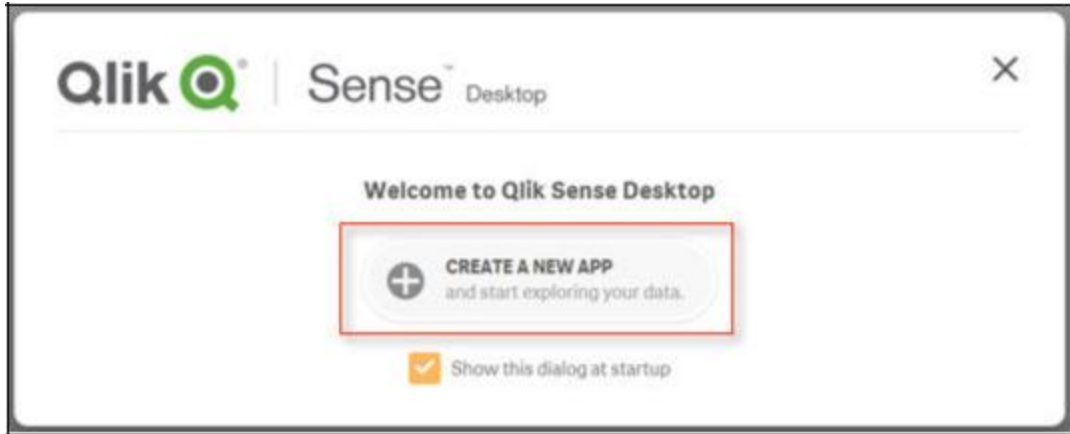 Qlik Q® | Sense™ Desktop
Welcome to Qlik Sense Desktop
CREATE A NEW APP
and start exploring your data.
Show this dialog at startup